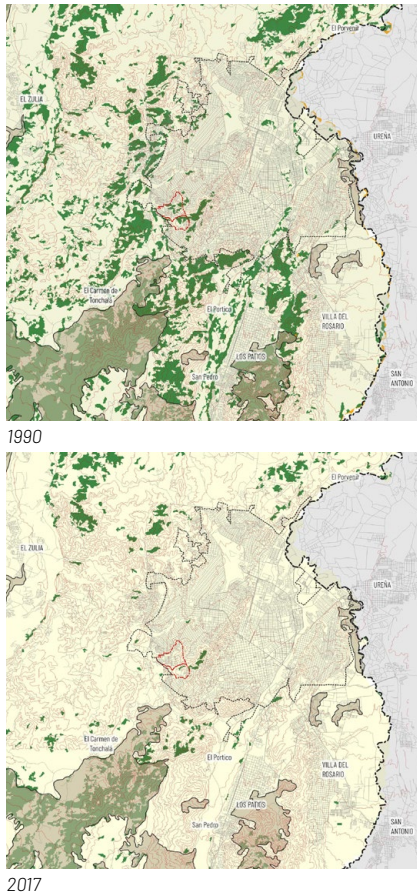 El Porvenir
EL ZULIA
UREÑA
El Carmen de
Tonchalá
El Portico
VILLA DEL
ROSARIO
LOS PATIOS
San Pedro
SAN
ANTONIO
1990
El Porvenir
EL ZULIA
UREÑA
El Carmen de
Tonchalá
El Portico
VILLA DEL
ROSARIO
LOS PATIOS
San Pedro
SAN
ANTONIO
2017